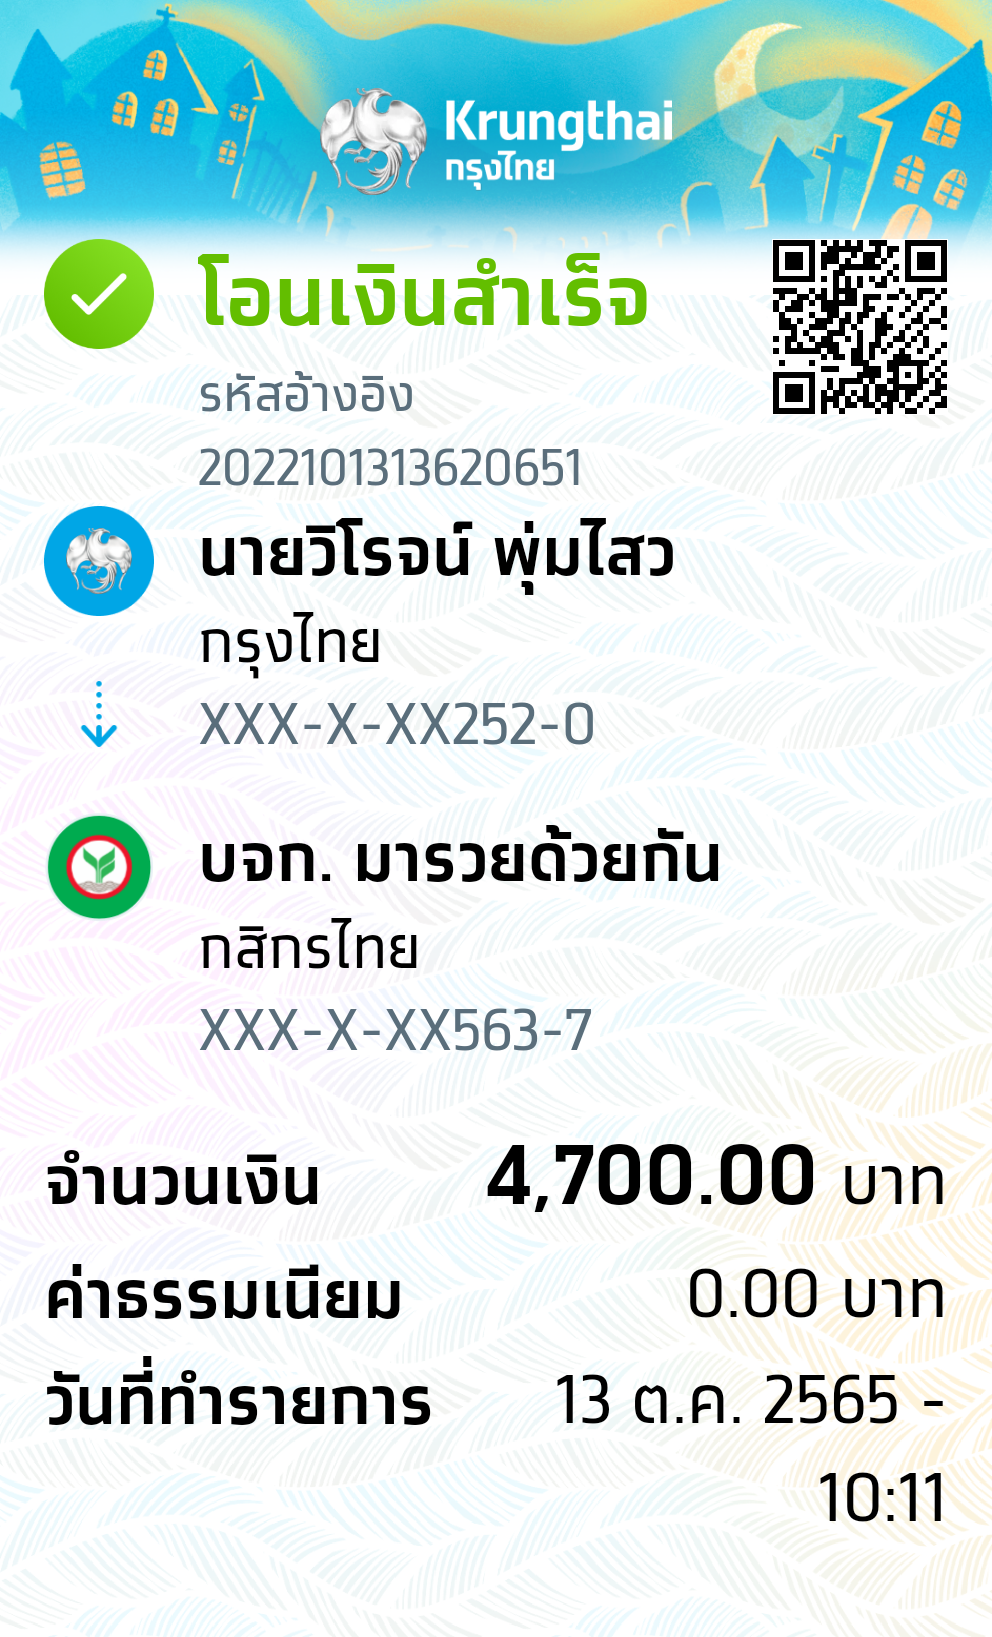 Krungthai
กรุงไทย
โอนเงินสำเร็จ
รหัสอ้างอิง
2022101313620651
นายวิโรจน์ พุ่มไสว
กรุงไทย
XXX-X-XX252-0
บจก. มารวยด้วยกัน
กสิกรไทย
XXX-X-XX563-7
จำนวนเงิน 4,700.00 บาท
ค่าธรรมเนียม 0.00 บาท
วันที่ทำรายการ 13 ต.ค. 2565 -
10:11